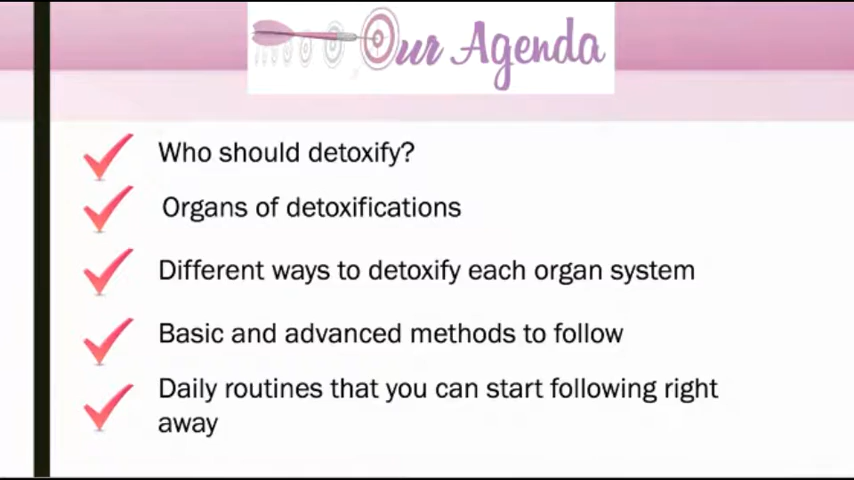 Our Agenda
Who should detoxify?
Organs of detoxifications
Different ways to detoxify each organ system
Basic and advanced methods to follow
Daily routines that you can start following right
away